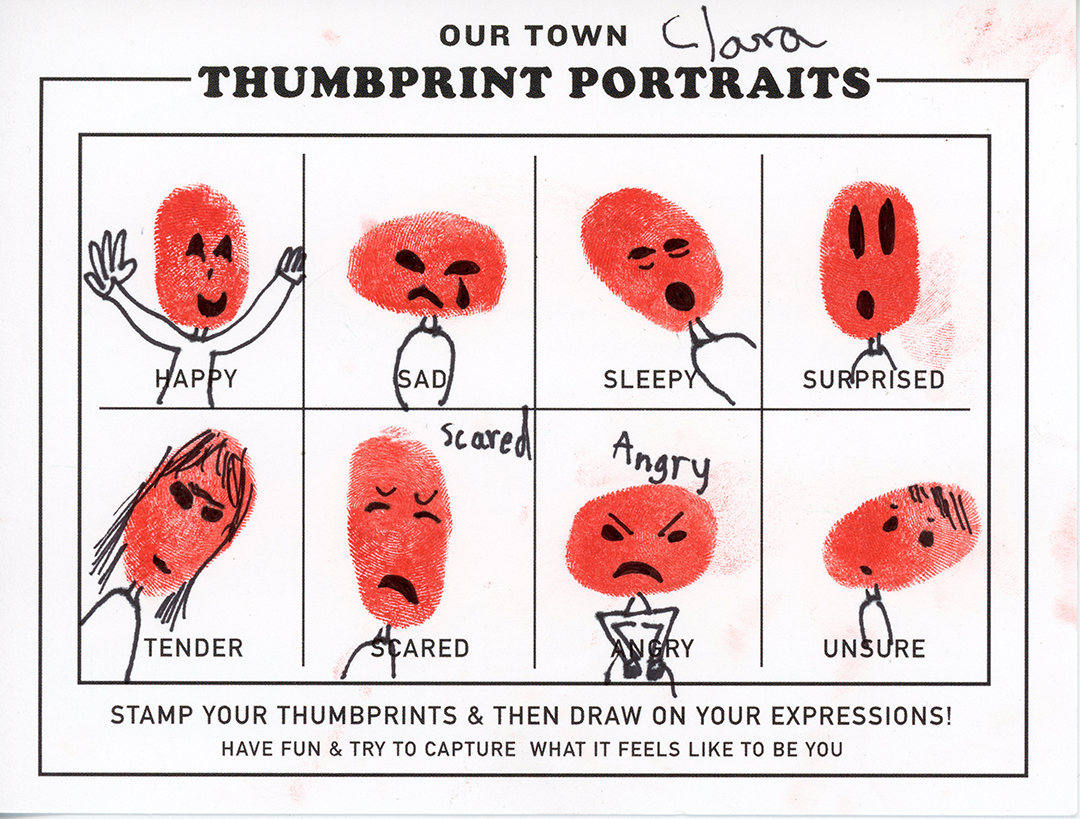 OUR TOWN Clara
THUMBPRINT PORTRAITS
HAPPY SAD SLEEPY SURPRISED
scared Angry
TENDER SCARED ANGRY UNSURE
STAMP YOUR THUMBPRINTS & THEN DRAW ON YOUR EXPRESSIONS!
HAVE FUN & TRY TO CAPTURE WHAT IT FEELS LIKE TO BE YOU